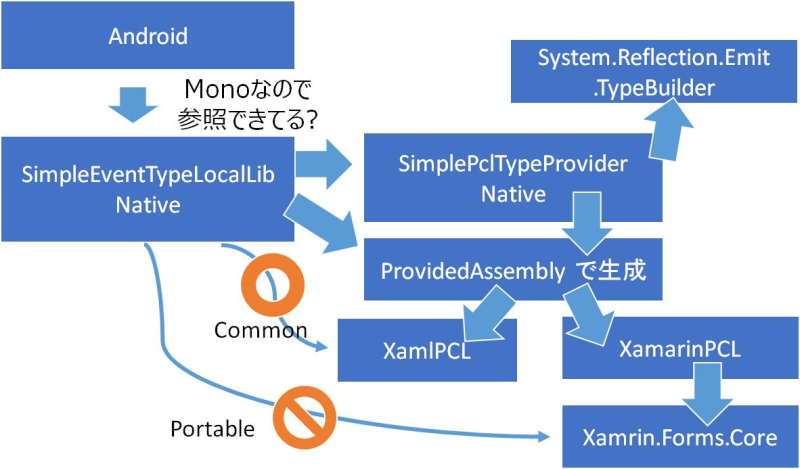 Android
System.Reflection.Emit
.TypeBuilder
Monoなので
参照できてる?
SimpleEventTypeLocalLib
Native
SimplePclTypeProvider
Native
ProvidedAssembly で生成
Common
XamlPCL
XamarinPCL
Portable
Xamrin.Forms.Core